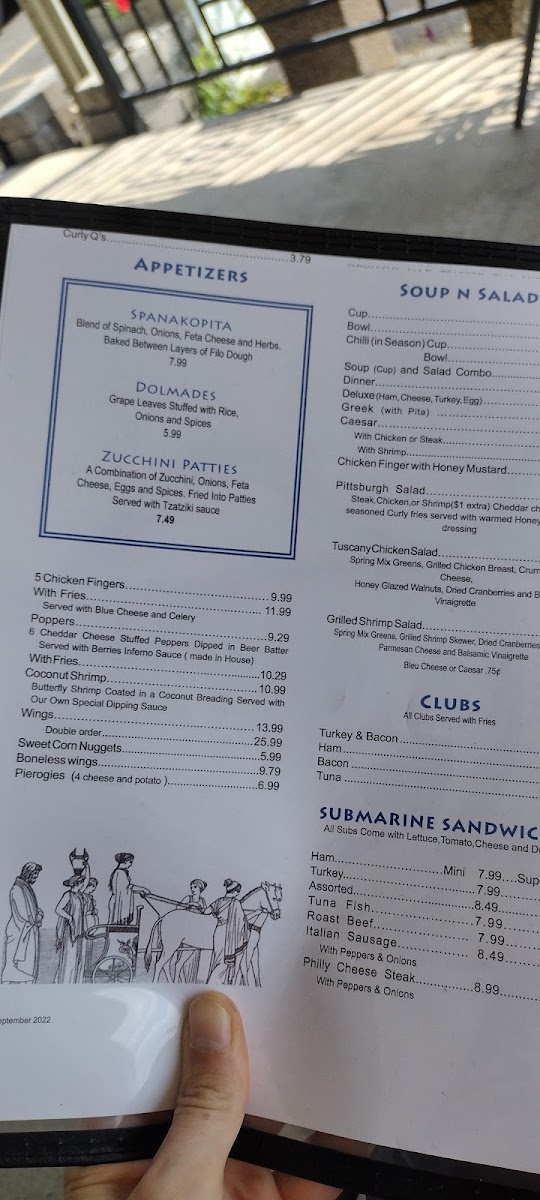 Curly Q's 3.79
APPETIZERS
SPANAKOPITA
Blend of Spinach, Onions, Feta Cheese and Herbs.
Baked Between Layers of Filo Dough
7.99
DOLMADES
Grape Leaves Stuffed with Rice,
Onions and Spices
5.99
ZUCCHINI PATTIES
A Combination of Zucchini, Onions, Feta
Cheese, Eggs and Spices. Fried Into Patties
Served with Tzatziki sauce
7.49
5 Chicken Fingers 9.99
With Fries 11.99
Served with Blue Cheese and Celery
Poppers 9.29
6 Cheddar Cheese Stuffed Peppers Dipped in Beer Batter
Served with Berries Inferno Sauce ( made in House)
With Fries 10.29
Coconut Shrimp 10.99
Butterfly Shrimp Coated in a Coconut Breading Served with
Our Own Special Dipping Sauce
Wings 13.99
Double order 25.99
Sweet Corn Nuggets 5.99
Boneless wings 9.79
Pierogies (4 cheese and potato ) 6.99
eptember 2022
SOUP N SALAD
Cup
Bowl
Chilli (in Season) Cup
Bowl
Soup (Cup) and Salad Combo
Dinner
Deluxe (Ham, Cheese, Turkey, Egg)
Greek (with Pita)
Caesar
With Chicken or Steak
With Shrimp
Chicken Finger with Honey Mustard
Pittsburgh Salad
Steak, Chicken, or Shrimp($1 extra) Cheddar ch
seasoned Curly fries served with warmed Honey
dressing
Tuscany Chicken Salad
Spring Mix Greens, Grilled Chicken Breast, Crum
Cheese,
Honey Glazed Walnuts, Dried Cranberries and B
Vinaigrette
Grilled Shrimp Salad
Spring Mix Greens, Grilled Shrimp Skewer, Dried Cranberries
Parmesan Cheese and Balsamic Vinaigrette
Bleu Cheese or Caesar .75¢
CLUBS
All Clubs Served with Fries
Turkey & Bacon
Ham
Bacon
Tuna
SUBMARINE SANDWIC
All Subs Come with Lettuce, Tomato, Cheese and D
Ham Mini 7.99 Sup
Turkey 7.99
Assorted 8.49
Tuna Fish 7.99
Roast Beef 7.99
Italian Sausage 8.49
With Peppers & Onions
Philly Cheese Steak 8.99
With Peppers & Onions